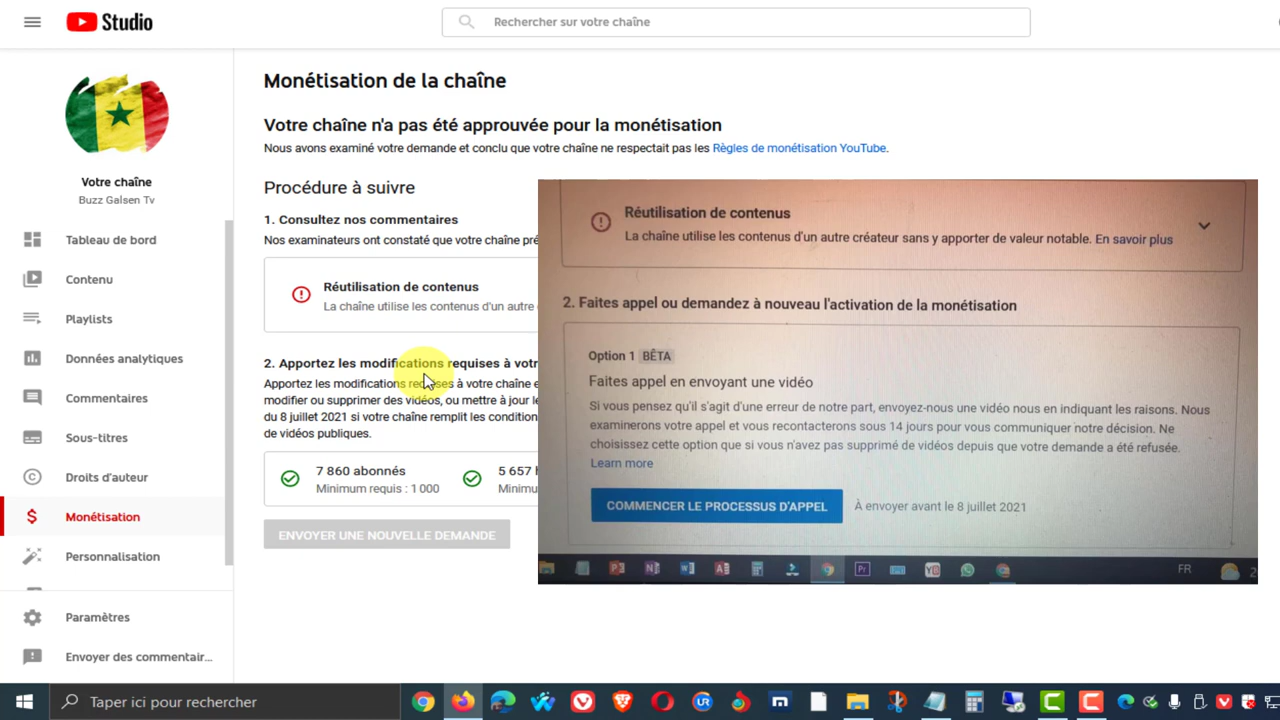 Studio
Rechercher sur votre chaîne
Votre chaîne
Buzz Galsen Tv
Tableau de bord
Contenu
Playlists
Données analytiques
Commentaires
Sous-titres
Droits d'auteur
Monétisation
Personnalisation
Paramètres
Envoyer des commentair...
Monétisation de la chaîne
Votre chaîne n'a pas été approuvée pour la monétisation
Nous avons examiné votre demande et conclu que votre chaîne ne respectait pas les Règles de monétisation YouTube.
Procédure à suivre
1. Consultez nos commentaires
Nos examinateurs ont constaté que votre chaîne pré
Réutilisation de contenus
La chaîne utilise les contenus d'un autre
2. Apportez les modifications requises à votr
Apportez les modifications requises à votre chaîne e
modifier ou supprimer des vidéos, ou mettre à jour le
du 8 juillet 2021 si votre chaîne remplit les condition
de vidéos publiques.
7 860 abonnés
Minimum requis : 1 000
5 657 h
Minimu
ENVOYER UNE NOUVELLE DEMANDE
Réutilisation de contenus
La chaîne utilise les contenus d'un autre créateur sans y apporter de valeur notable. En savoir plus
2. Faites appel ou demandez à nouveau l'activation de la monétisation
Option 1 BÊTA
Faites appel en envoyant une vidéo
Si vous pensez qu'il s'agit d'une erreur de notre part, envoyez-nous une vidéo nous en indiquant les raisons. Nous
examinerons votre appel et vous recontacterons sous 14 jours pour vous communiquer notre décision. Ne
choisissez cette option que si vous n'avez pas supprimé de vidéos depuis que votre demande a été refusée.
Learn more
COMMENCER LE PROCESSUS D'APPEL
À envoyer avant le 8 juillet 2021
FR
Taper ici pour rechercher